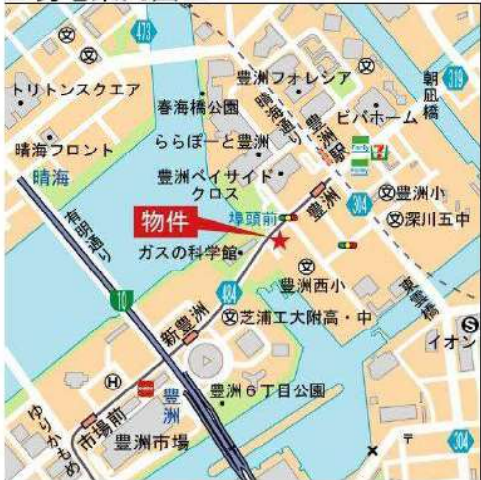 473
トリトンスクエア
春海橋公園
豊洲フォレシア
晴海通り
豊洲駅
ビバホーム
朝凪橋
319
晴海フロント
晴海
ららぽーと豊洲
豊洲ベイサイド
クロス
物件
埠頭前
豊洲
304
豊洲小
深川五中
有明通り
ガスの科学館
豊洲西小
東雲橋
10
484
新豊洲
芝浦工大附高・中
S
イオン
H
豊洲
豊洲6丁目公園
市場前
豊洲市場
ゆりかもめ
〒
304